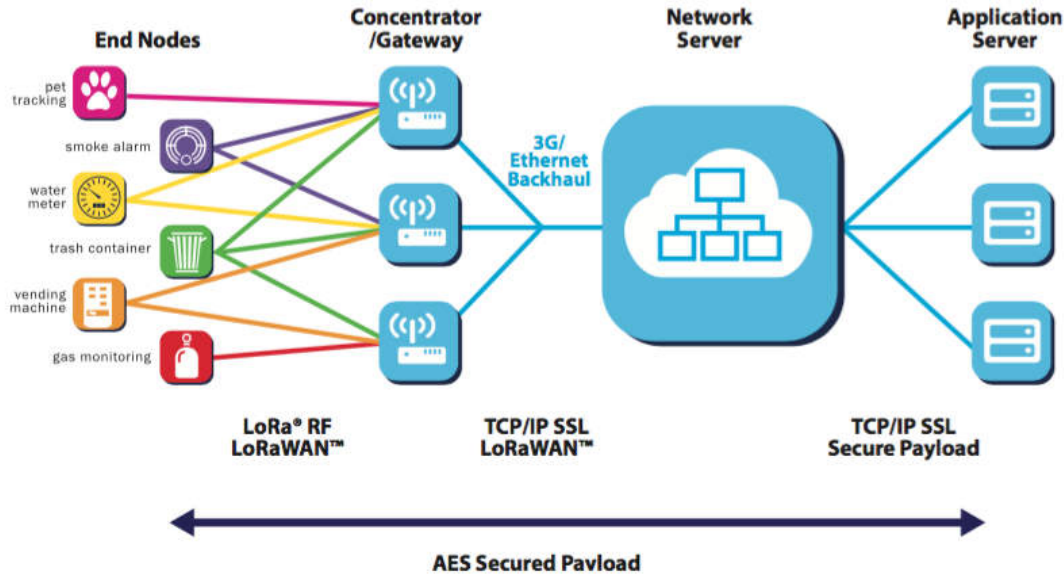 End Nodes
Concentrator
/Gateway
Network
Server
Application
Server
pet
tracking
smoke alarm
water
meter
trash container
vending
machine
gas monitoring
3G/
Ethernet
Backhaul
LoRa® RF
LoRaWAN™
TCP/IP SSL
LoRaWAN™
TCP/IP SSL
Secure Payload
AES Secured Payload